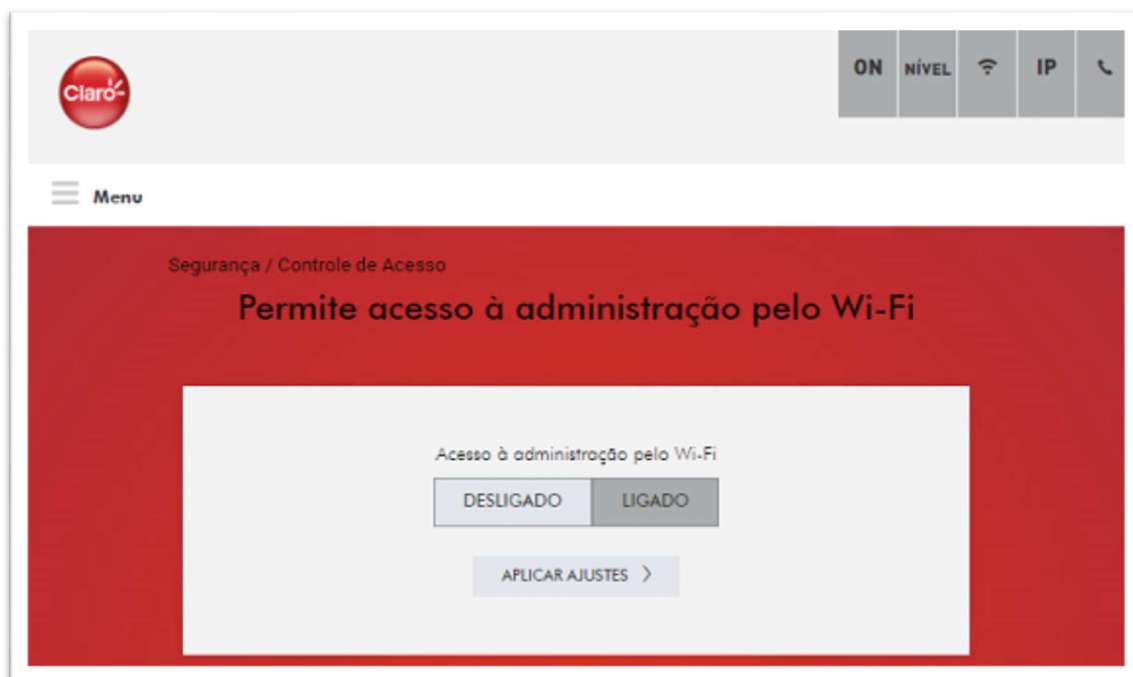 Claro
ON NÍVEL IP
Menu
Segurança / Controle de Acesso
Permite acesso à administração pelo Wi-Fi
Acesso à administração pelo Wi-Fi
DESLIGADO LIGADO
APLICAR AJUSTES